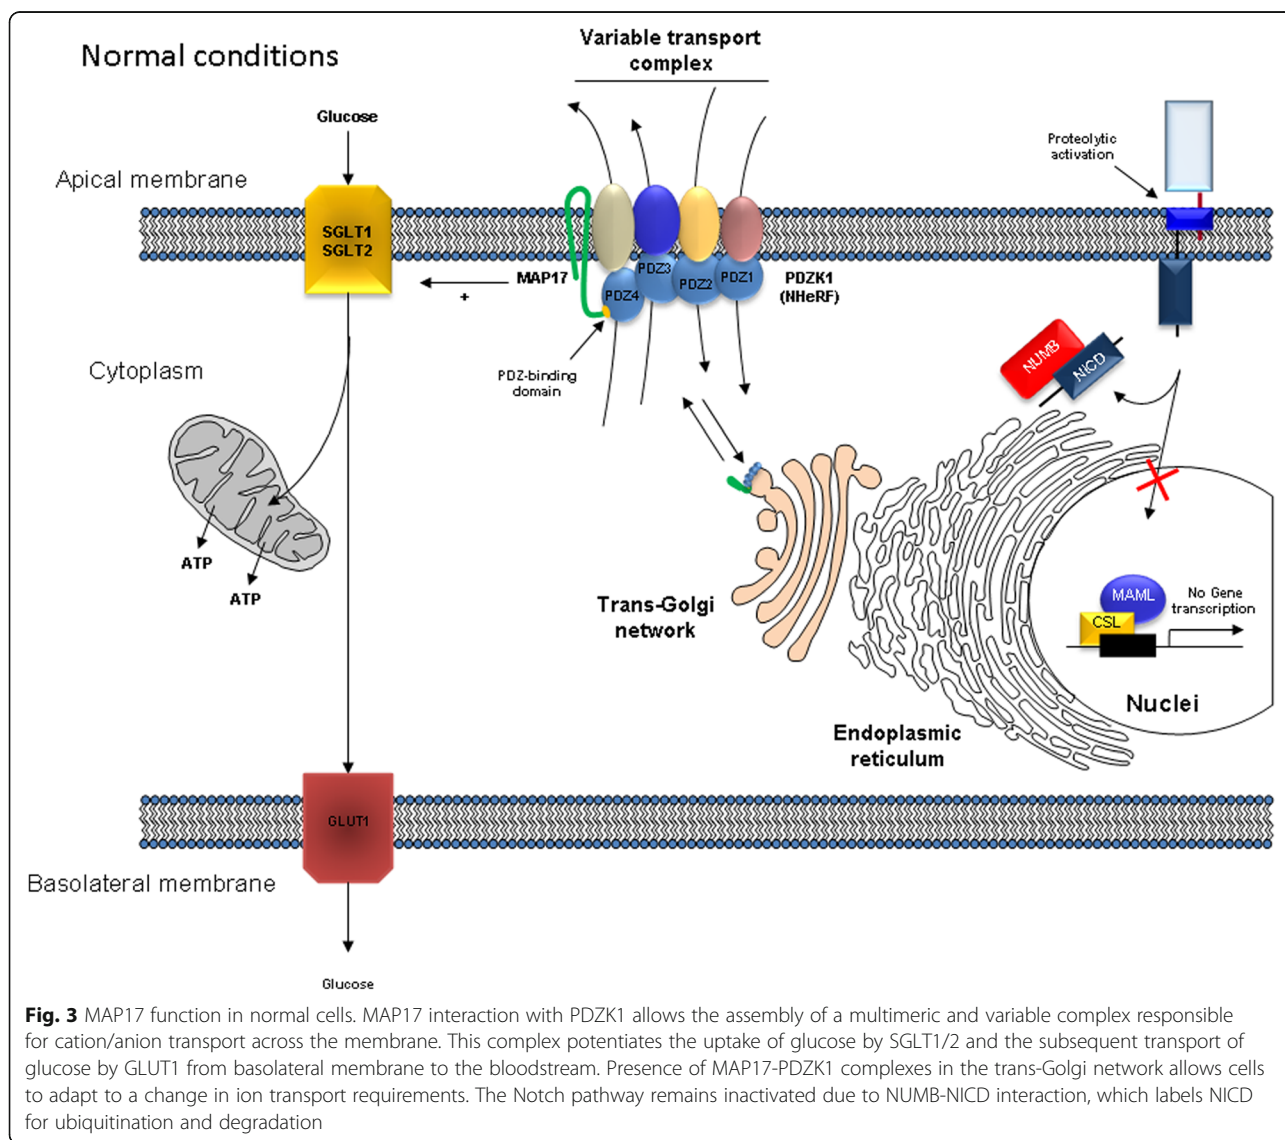 Normal conditions
Variable transport
complex
Glucose
Proteolytic
activation
Apical membrane
SGLT1
SGLT2
MAP17
+
PDZ4
PDZ3
PDZ2
PDZ1
PDZK1
(NHeRF)
PDZ-binding
domain
Cytoplasm
NUMB
NICD
ATP
ATP
Trans-Golgi
network
MAML
CSL
No Gene
transcription
Nuclei
Endoplasmic
reticulum
GLUT1
Basolateral membrane
Glucose
Fig. 3 MAP17 function in normal cells. MAP17 interaction with PDZK1 allows the assembly of a multimeric and variable complex responsible
for cation/anion transport across the membrane. This complex potentiates the uptake of glucose by SGLT1/2 and the subsequent transport of
glucose by GLUT1 from basolateral membrane to the bloodstream. Presence of MAP17-PDZK1 complexes in the trans-Golgi network allows cells
to adapt to a change in ion transport requirements. The Notch pathway remains inactivated due to NUMB-NICD interaction, which labels NICD
for ubiquitination and degradation